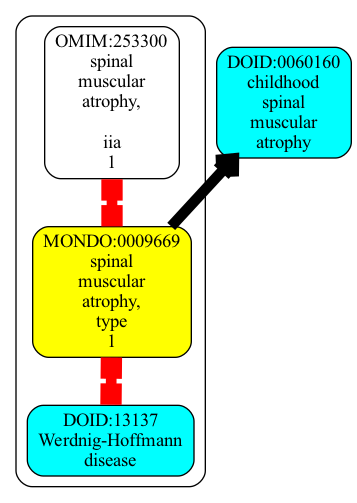 OMIM:253300
spinal
muscular
atrophy,
iia
1
DOID:0060160
childhood
spinal
muscular
atrophy
MONDO:0009669
spinal
muscular
atrophy,
type
1
DOID:13137
Werdnig-Hoffmann
disease